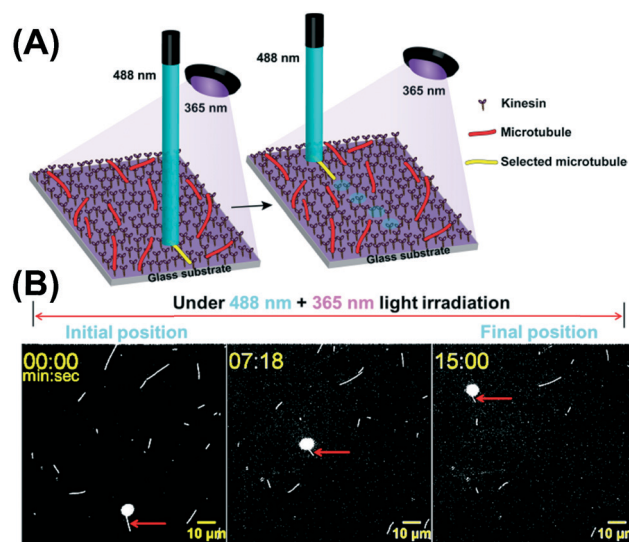 (A)
488 nm
365 nm
488 nm
365 nm
Kinesin
Microtubule
Selected microtubule
Glass substrate
Glass substrate
(B)
Under 488 nm + 365 nm light irradiation
Initial position
Final position
00:00
min:sec
07:18
15:00
10 μm
10 μm
10 μm